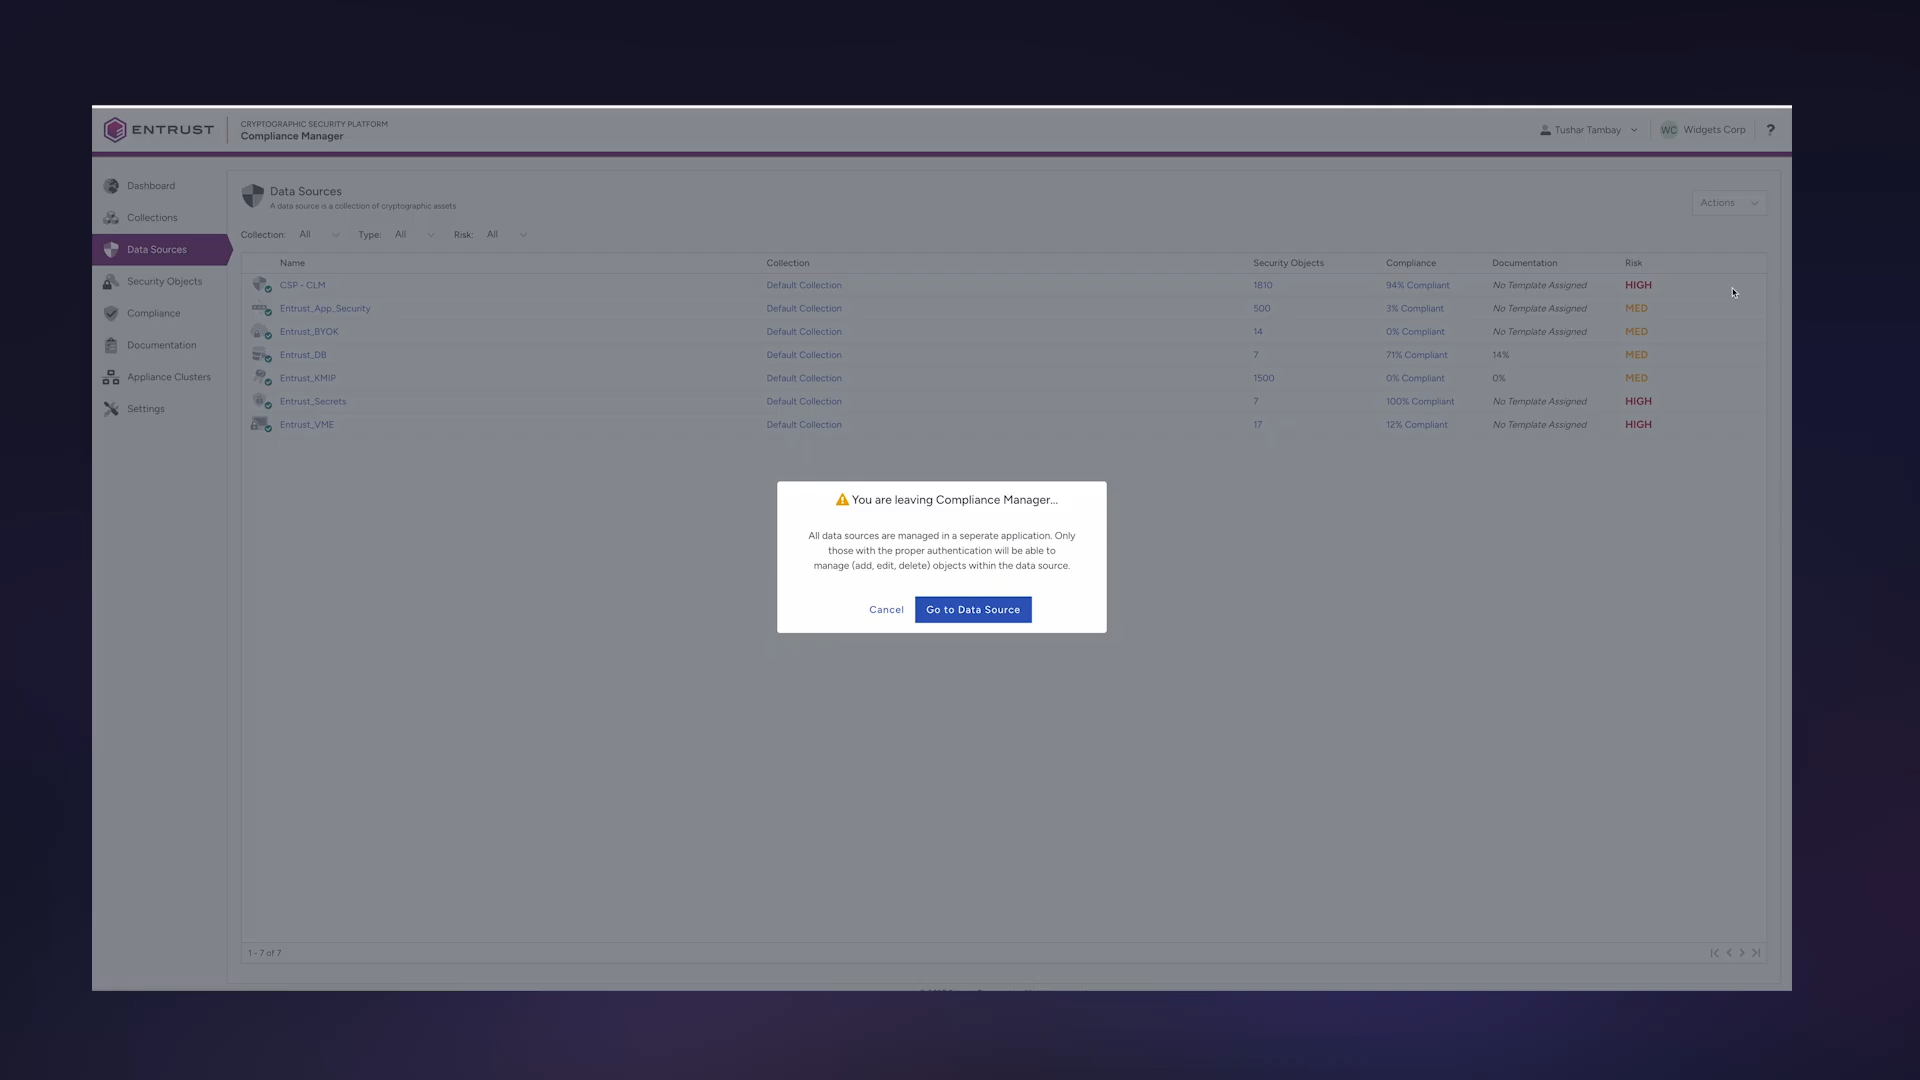 ENTRUST
CRYPTOGRAPHIC SECURITY PLATFORM
Compliance Manager
Tushar Tambay
WC Widgets Corp ?
Dashboard
Collections
Data Sources
Security Objects
Compliance
Documentation
Appliance Clusters
Settings
Data Sources
A data source is a collection of cryptographic assets
Actions
Collection: All Type: All Risk: All
Name Collection Security Objects Compliance Documentation Risk
CSP - CLM Default Collection 1810 94% Compliant No Template Assigned HIGH
Entrust_App_Security Default Collection 500 3% Compliant No Template Assigned MED
Entrust_BYOK Default Collection 14 0% Compliant No Template Assigned MED
Entrust_DB Default Collection 7 71% Compliant 14% MED
Entrust_KMIP Default Collection 1500 0% Compliant 0% MED
Entrust_Secrets Default Collection 7 100% Compliant No Template Assigned HIGH
Entrust_VME Default Collection 17 12% Compliant No Template Assigned HIGH
You are leaving Compliance Manager...
All data sources are managed in a seperate application. Only
those with the proper authentication will be able to
manage (add, edit, delete) objects within the data source.
Cancel Go to Data Source
1 - 7 of 7